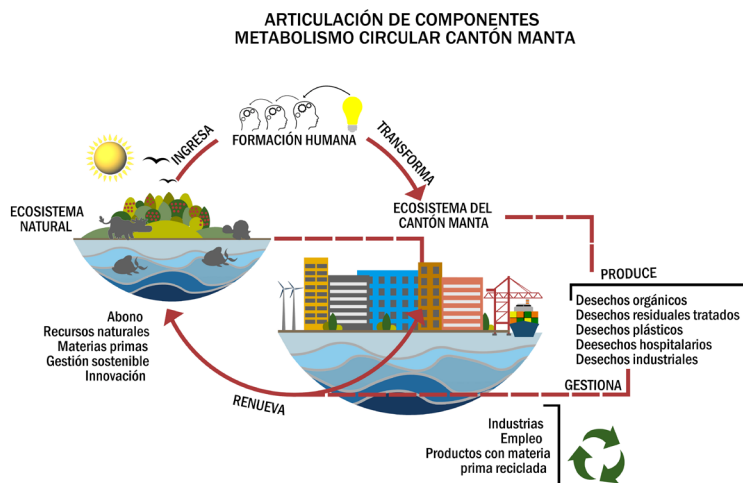 ARTICULACIÓN DE COMPONENTES
METABOLISMO CIRCULAR CANTÓN MANTA
INGRESA
FORMACIÓN HUMANA
TRANSFORMA
ECOSISTEMA
NATURAL
ECOSISTEMA DEL
CANTÓN MANTA
PRODUCE
Desechos orgánicos
Desechos residuales tratados
Desechos plásticos
Deesechos hospitalarios
Desechos industriales
GESTIONA
Abono
Recursos naturales
Materias primas
Gestión sostenible
Innovación
RENUEVA
Industrias
Empleo
Productos con materia
prima reciclada